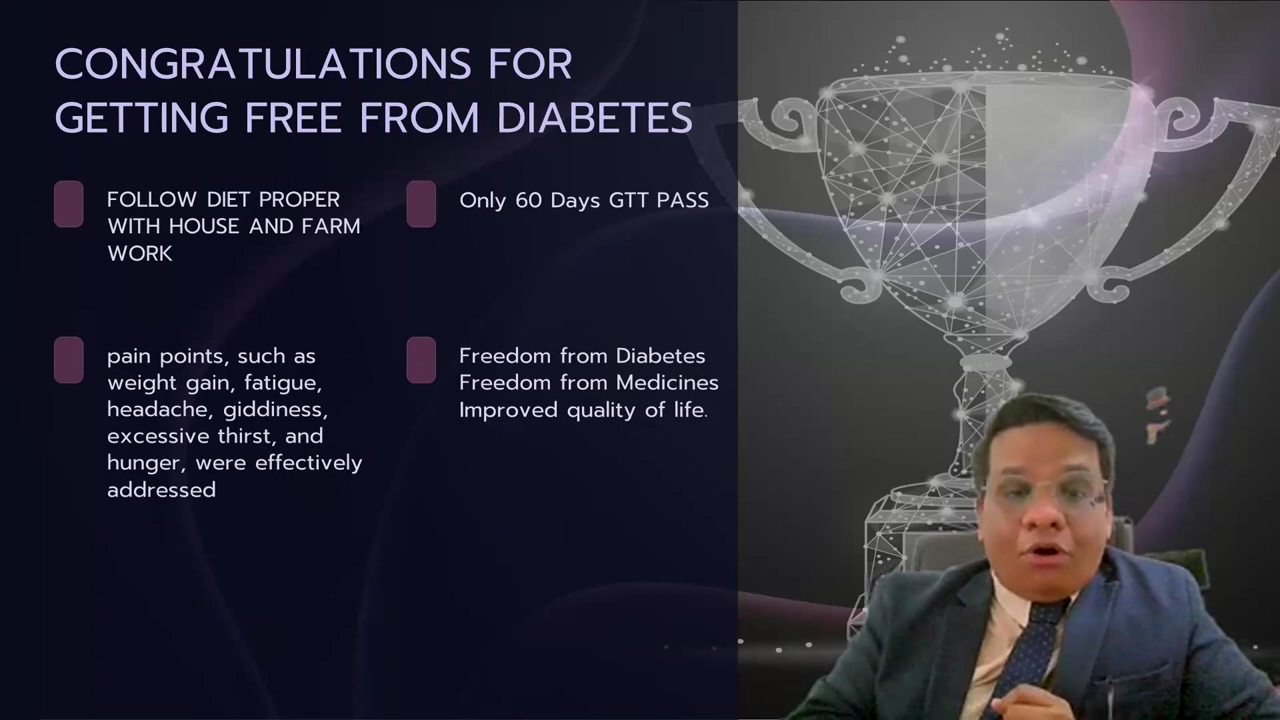 CONGRATULATIONS FOR
GETTING FREE FROM DIABETES
FOLLOW DIET PROPER
WITH HOUSE AND FARM
WORK
Only 60 Days GTT PASS
pain points, such as
weight gain, fatigue,
headache, giddiness,
excessive thirst, and
hunger, were effectively
addressed
Freedom from Diabetes
Freedom from Medicines
Improved quality of life.